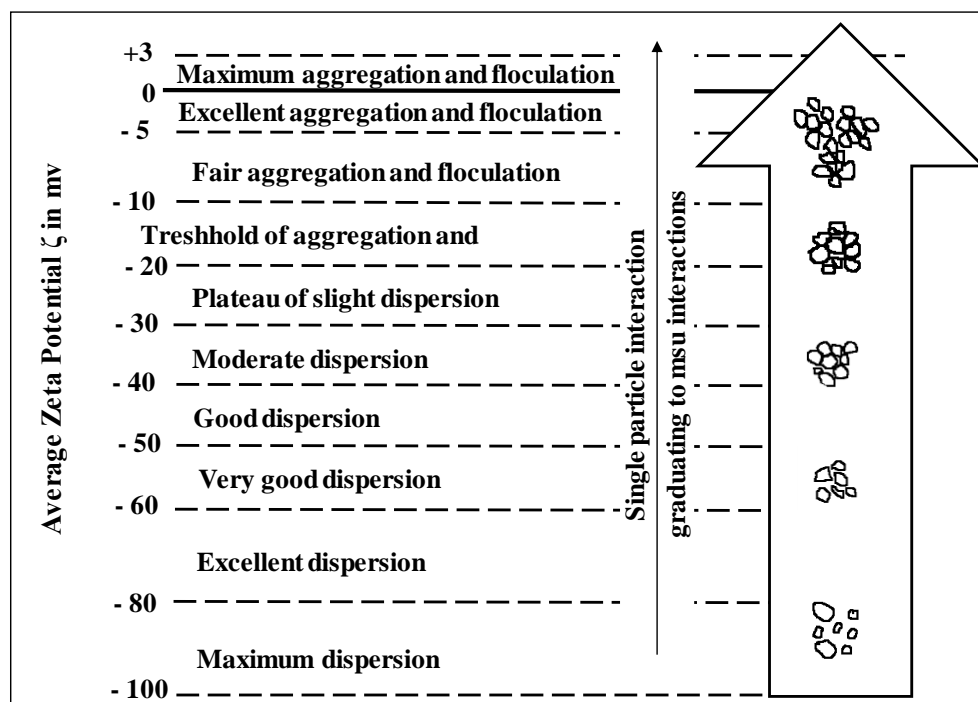 +3
Maximum aggregation and floculation
0
Excellent aggregation and floculation
- 5
Fair aggregation and floculation
- 10
Treshhold of aggregation and
- 20
Plateau of slight dispersion
- 30
Moderate dispersion
- 40
Good dispersion
- 50
Very good dispersion
- 60
Excellent dispersion
- 80
Maximum dispersion
- 100
Average Zeta Potential ζ in mv
Single particle interaction
graduating to msu interactions